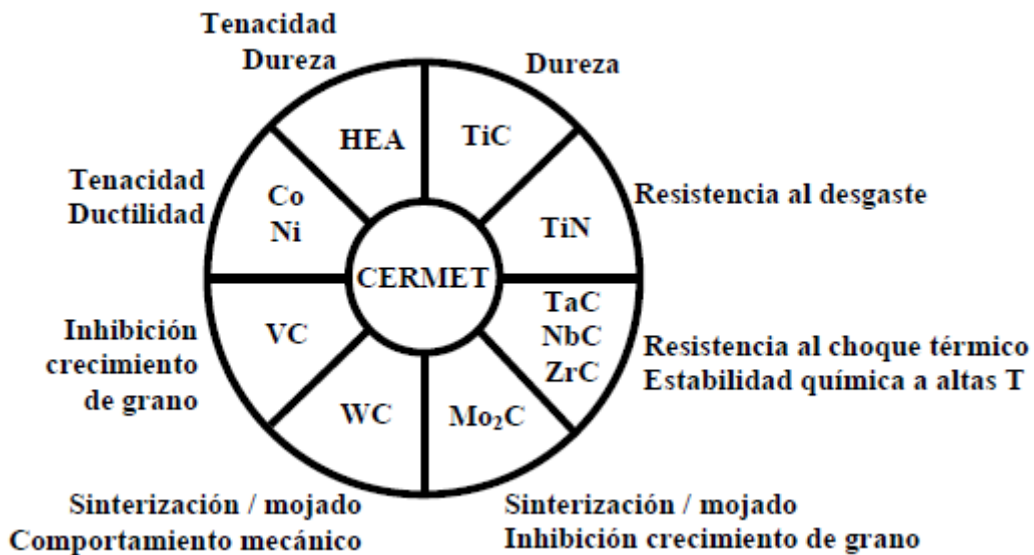 Tenacidad
Dureza
Dureza
HEA
TiC
Tenacidad
Ductilidad
Co
Ni
Resistencia al desgaste
TiN
CERMET
TaC
NbC
ZrC
Resistencia al choque térmico
Estabilidad química a altas T
Inhibición
crecimiento
de grano
VC
WC
Mo₂C
Sinterización / mojado
Comportamiento mecánico
Sinterización / mojado
Inhibición crecimiento de grano